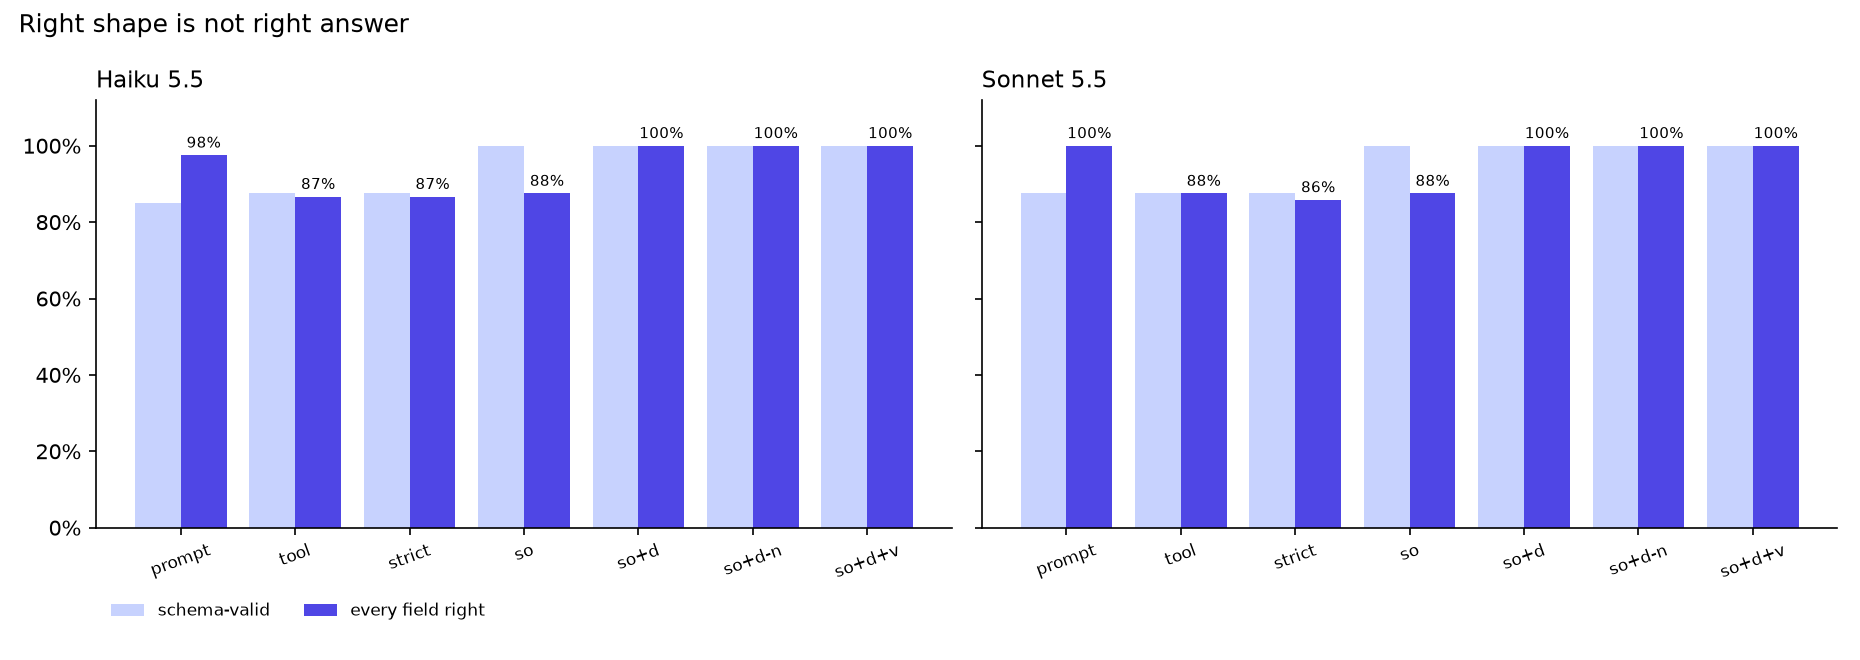 Right shape is not right answer
Haiku 5.5
Sonnet 5.5
100%
80%
60%
40%
20%
0%
98%
87%
87%
88%
100%
100%
100%
100%
88%
86%
88%
100%
100%
100%
prompt
tool
strict
so
so+d
so+d-n
so+d+v
prompt
tool
strict
so
so+d
so+d-n
so+d+v
schema-valid
every field right